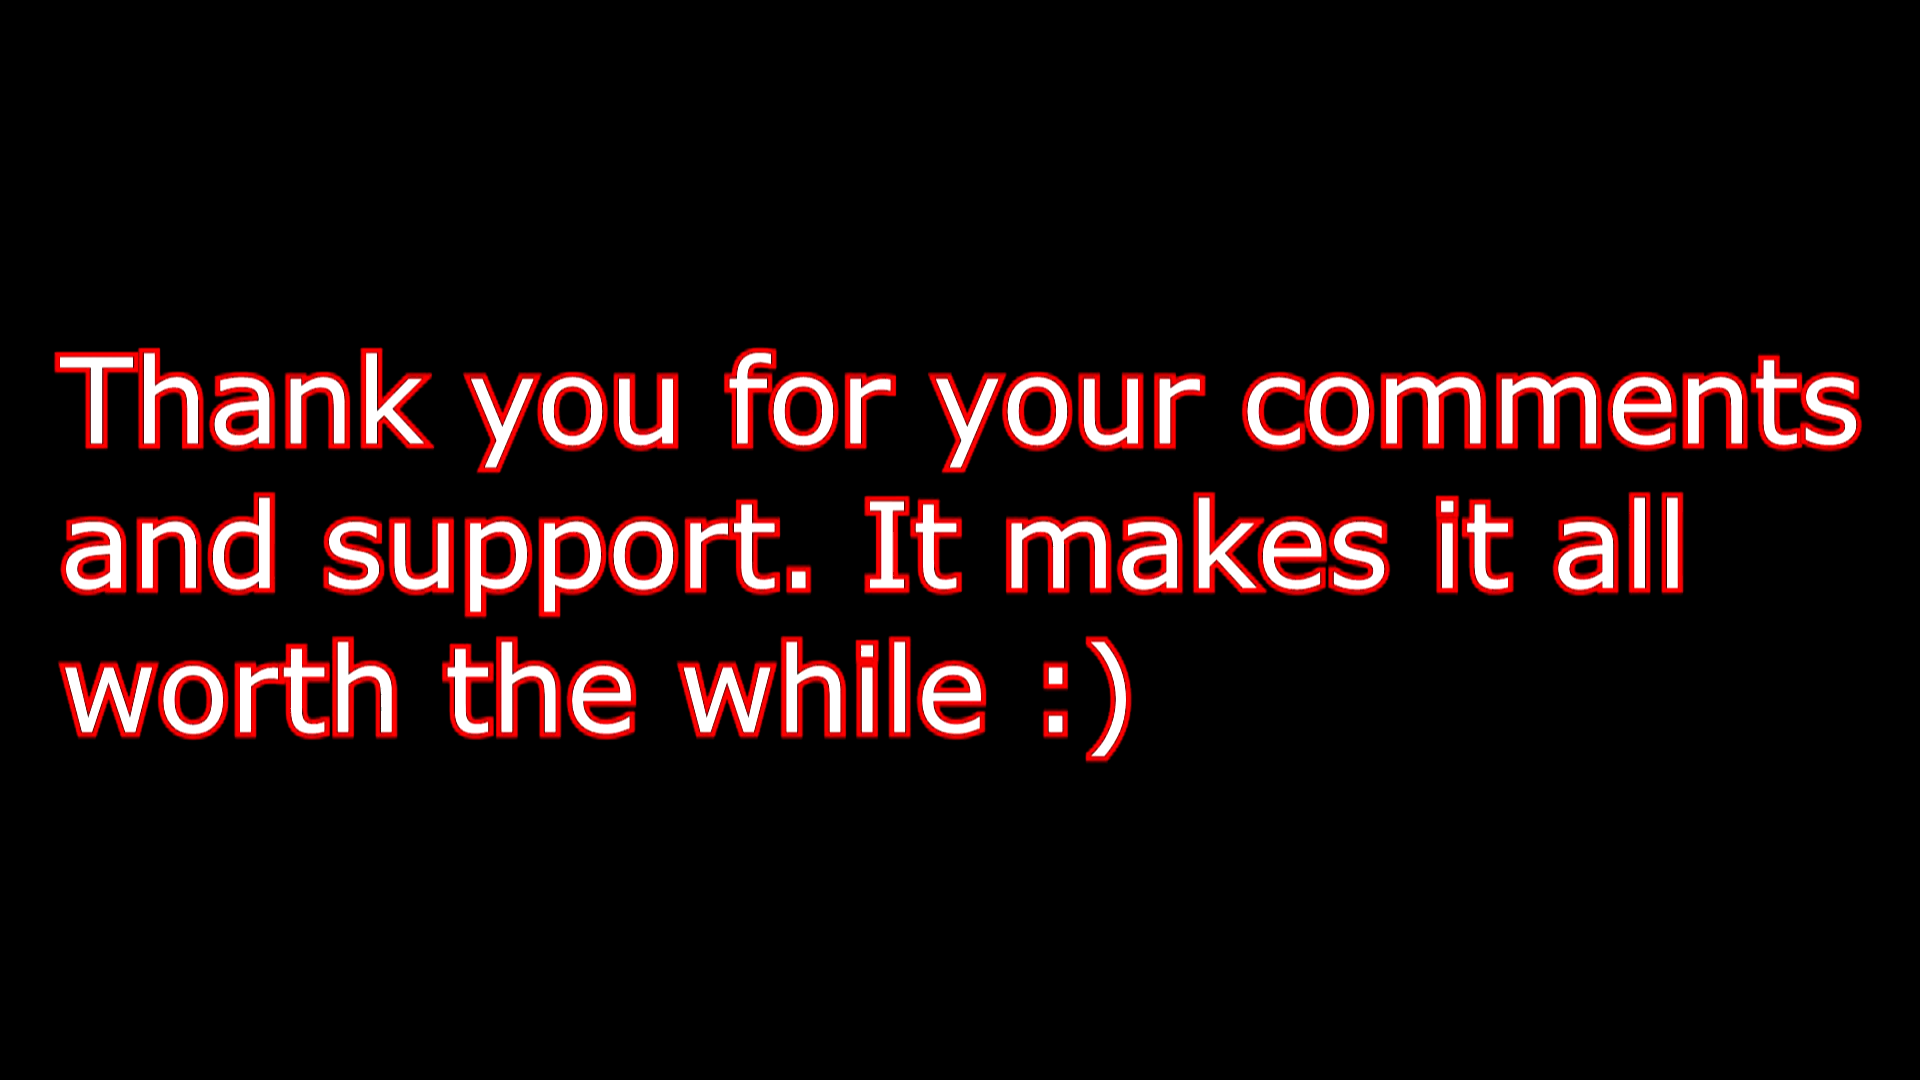 Thank you for your comments
and support. It makes it all
worth the while :)